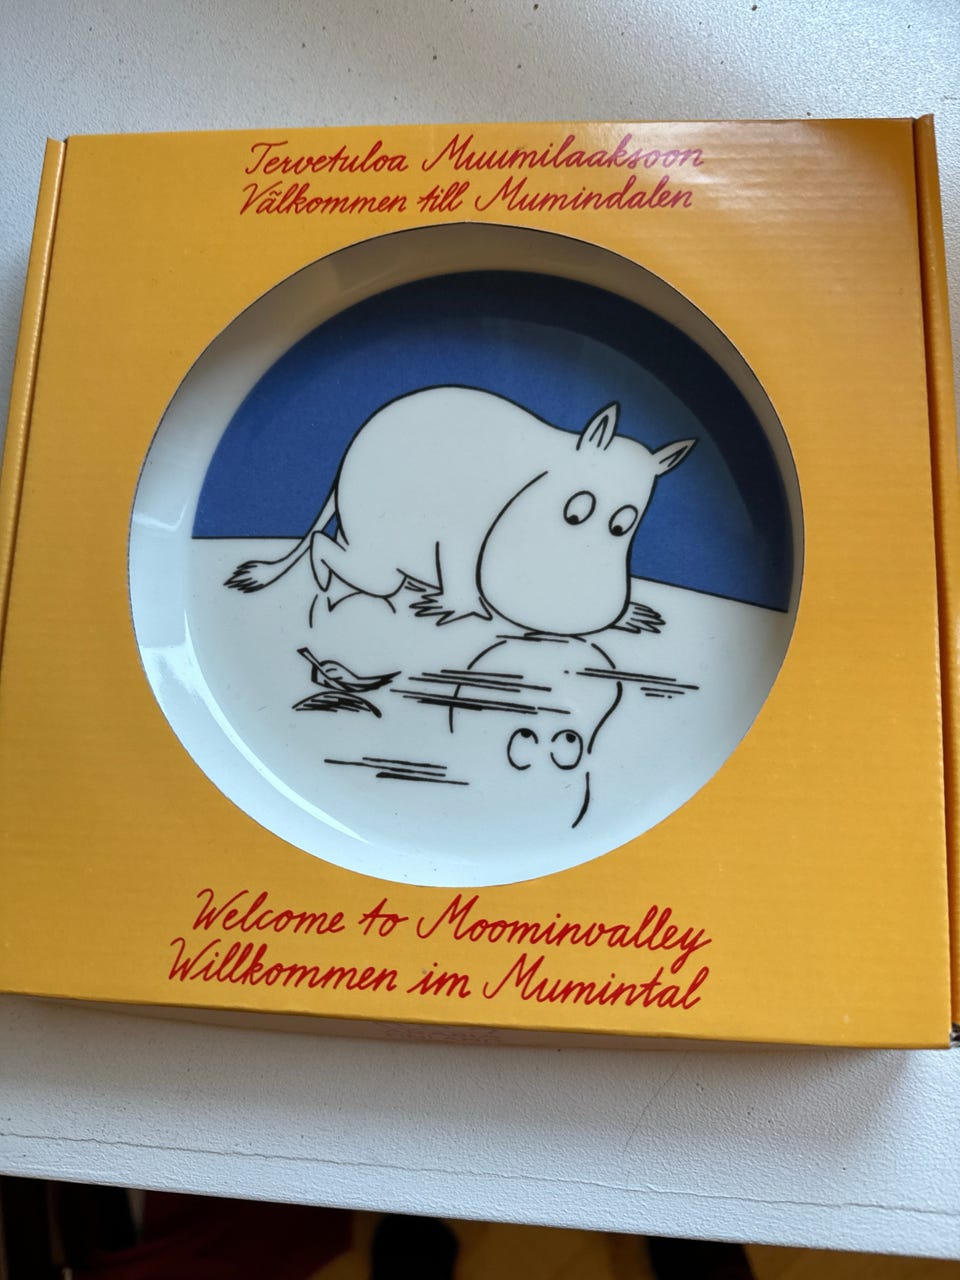 Tervetuloa Muumilaaksoon
Välkommen till Mumindalen
Welcome to Moominvalley
Willkommen im Mumintal